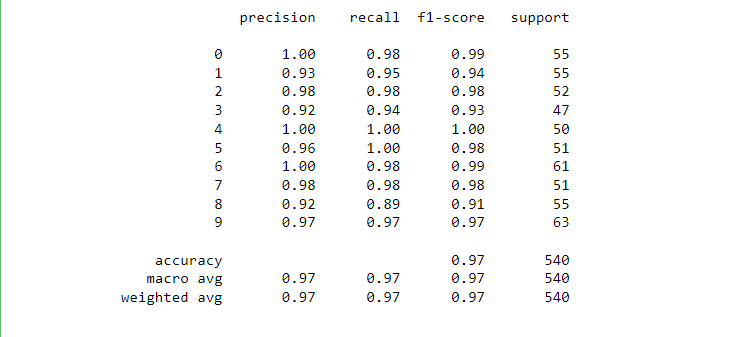 precision recall f1-score support
0 1.00 0.98 0.99 55
1 0.93 0.95 0.94 55
2 0.98 0.98 0.98 52
3 0.92 0.94 0.93 47
4 1.00 1.00 1.00 50
5 0.96 1.00 0.98 51
6 1.00 0.98 0.99 61
7 0.98 0.98 0.98 51
8 0.92 0.89 0.91 55
9 0.97 0.97 0.97 63
accuracy 0.97 540
macro avg 0.97 0.97 0.97 540
weighted avg 0.97 0.97 0.97 540